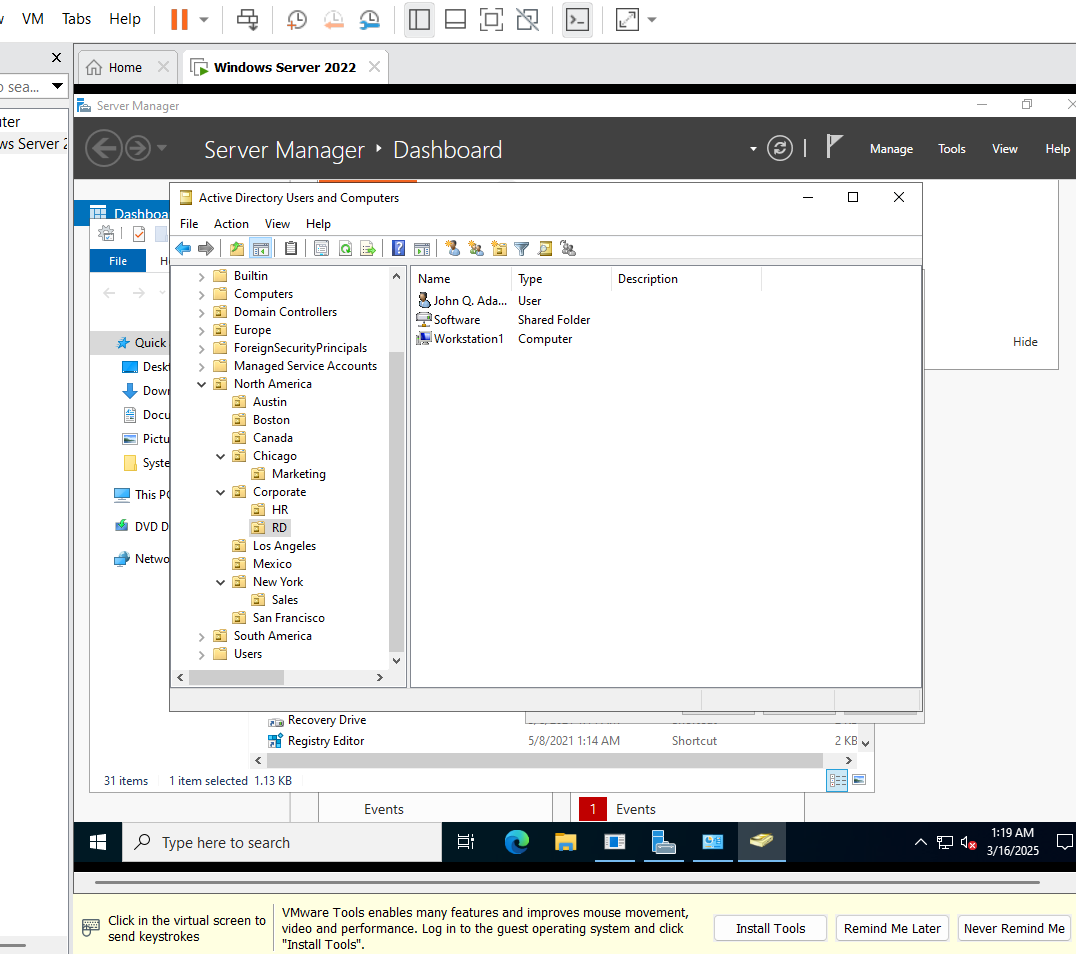 VM Tabs Help
Home Windows Server 2022
Server Manager
Server Manager Dashboard Manage Tools View Help
Active Directory Users and Computers
File Action View Help
File
Quick
Pictu
Syste
This PC
DVD D
Netwo
Builtin
Computers
Domain Controllers
Europe
ForeignSecurityPrincipals
Managed Service Accounts
North America
Austin
Boston
Canada
Chicago
Marketing
Corporate
HR
RD
Los Angeles
Mexico
New York
Sales
San Francisco
South America
Users
Name Type Description
John Q. Ada... User
Software Shared Folder
Workstation1 Computer
Hide
Recovery Drive
Registry Editor 5/8/2021 1:14 AM Shortcut 2 KB
31 items 1 item selected 1.13 KB
Events 1 Events
Type here to search
1:19 AM
3/16/2025
Click in the virtual screen to
send keystrokes
VMware Tools enables many features and improves mouse movement,
video and performance. Log in to the guest operating system and click
"Install Tools".
Install Tools Remind Me Later Never Remind Me